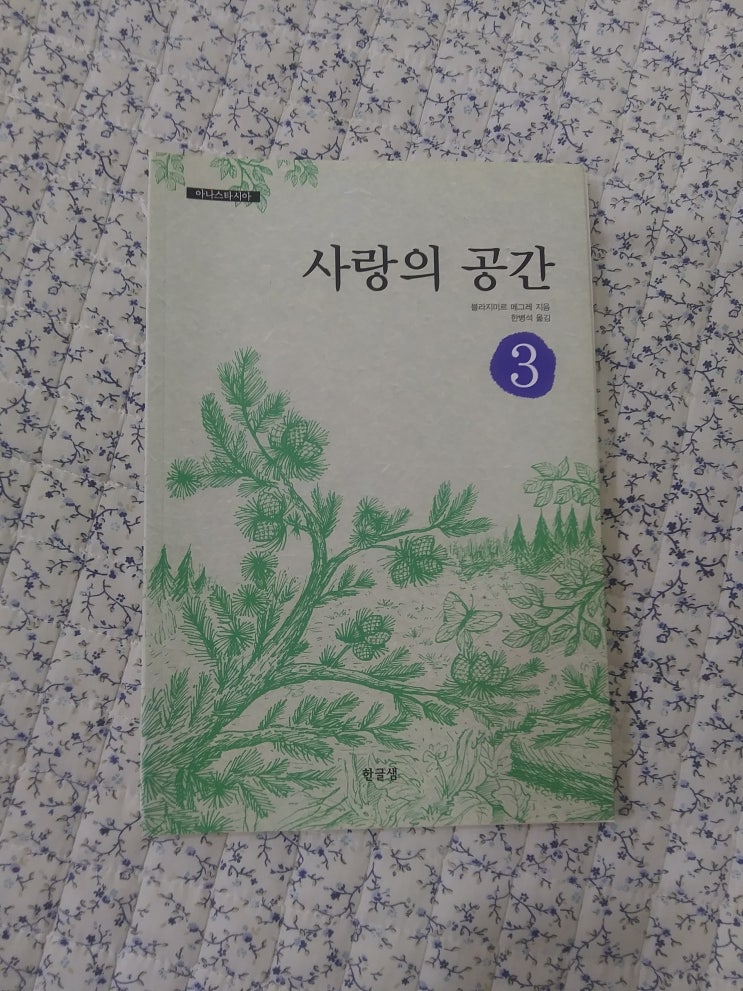 아나스타시아
사랑의 공간
블라지미르 메그레 지음
한병석 옮김
3
한글샘